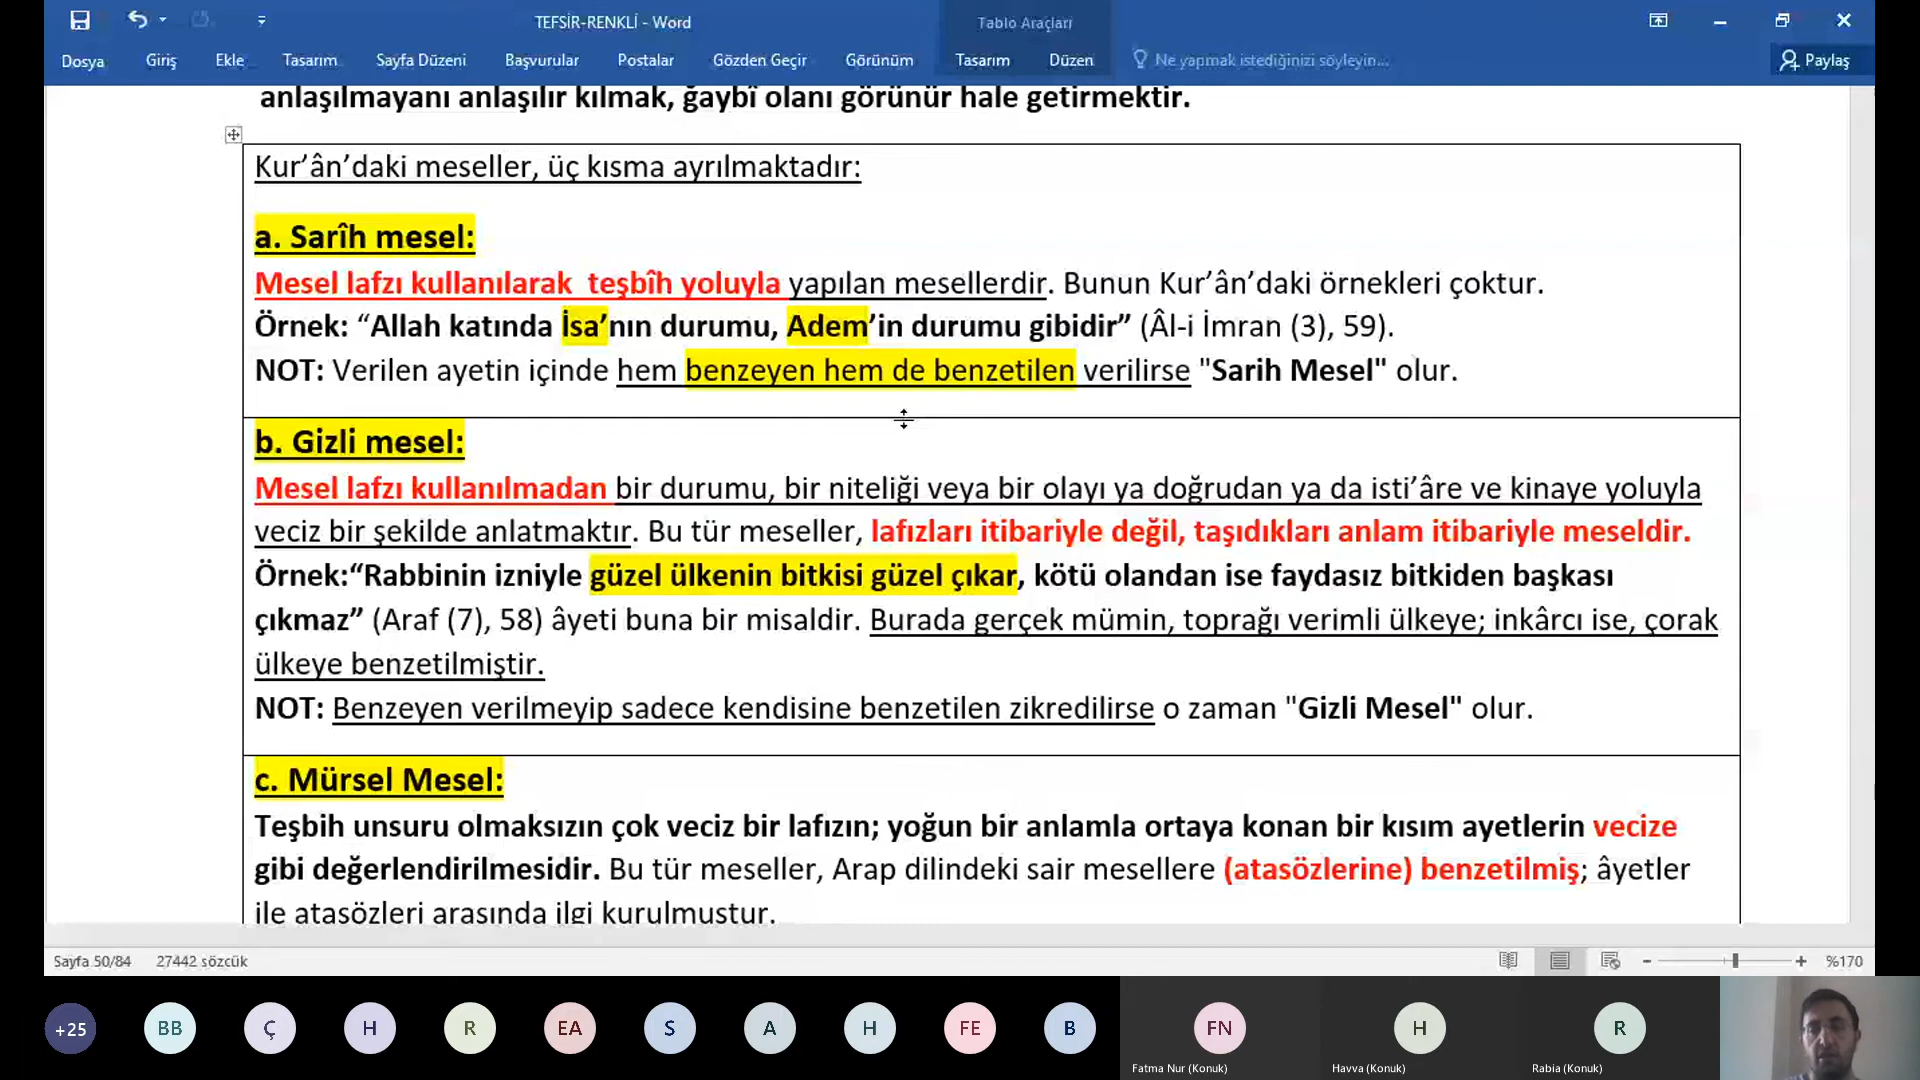 TEFSİR-RENKLİ - Word
Tablo Araçları
Dosya
Giriş
Ekle
Tasarım
Sayfa Düzeni
Başvurular
Postalar
Gözden Geçir
Görünüm
Tasarım
Düzen
Ne yapmak istediğinizi söyleyin...
Paylaş
anlaşılmayanı anlaşılır kılmak, ğaybî olanı görünür hale getirmektir.
Kur’ân’daki meseller, üç kısma ayrılmaktadır:
a. Sarîh mesel:
Mesel lafzı kullanılarak teşbîh yoluyla yapılan mesellerdir. Bunun Kur’ân’daki örnekleri çoktur.
Örnek: “Allah katında İsa’nın durumu, Adem’in durumu gibidir” (Âl-i İmran (3), 59).
NOT: Verilen ayetin içinde hem benzeyen hem de benzetilen verilirse "Sarih Mesel" olur.
b. Gizli mesel:
Mesel lafzı kullanılmadan bir durumu, bir niteliği veya bir olayı ya doğrudan ya da isti’âre ve kinaye yoluyla
veciz bir şekilde anlatmaktır. Bu tür meseller, lafızları itibariyle değil, taşıdıkları anlam itibariyle meseldir.
Örnek:“Rabbinin izniyle güzel ülkenin bitkisi güzel çıkar, kötü olandan ise faydasız bitkiden başkası
çıkmaz” (Araf (7), 58) âyeti buna bir misaldir. Burada gerçek mümin, toprağı verimli ülkeye; inkârcı ise, çorak
ülkeye benzetilmiştir.
NOT: Benzeyen verilmeyip sadece kendisine benzetilen zikredilirse o zaman "Gizli Mesel" olur.
c. Mürsel Mesel:
Teşbih unsuru olmaksızın çok veciz bir lafızın; yoğun bir anlamla ortaya konan bir kısım ayetlerin vecize
gibi değerlendirilmesidir. Bu tür meseller, Arap dilindeki sair mesellere (atasözlerine) benzetilmiş; âyetler
ile atasözleri arasında ilgi kurulmuştur.
Sayfa 50/84
27442 sözcük
%170
+25
BB
Ç
H
R
EA
S
A
H
FE
B
FN
H
R
Fatma Nur (Konuk)
Havva (Konuk)
Rabia (Konuk)